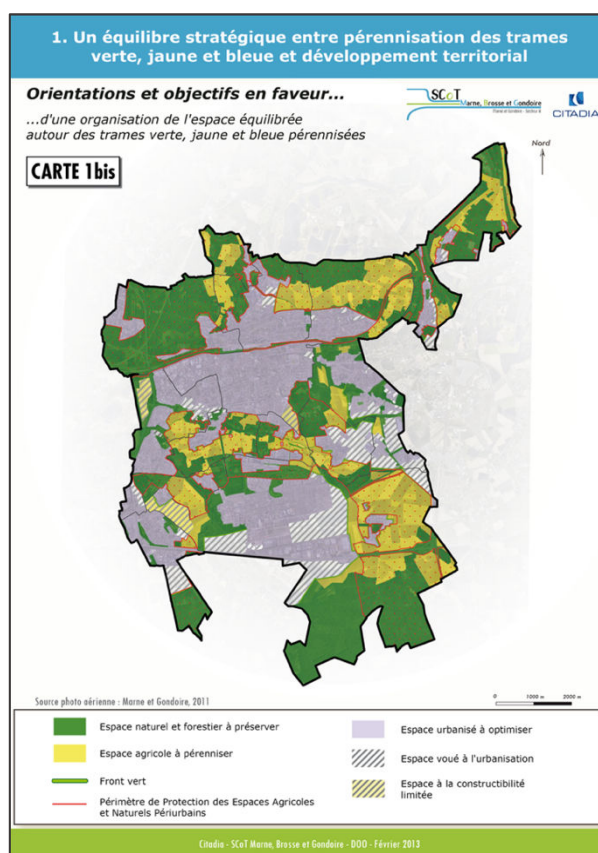 1. Un équilibre stratégique entre pérennisation des trames
verte, jaune et bleue et développement territorial
Orientations et objectifs en faveur...
...d'une organisation de l'espace équilibrée
autour des trames verte, jaune et bleue pérennisées
SCoT
Marne, Brosse et Gondoire
CITADIA
CARTE 1bis
Nord
Source photo aérienne : Marne et Gondoire, 2011
0 1000 m 2000 m
Espace naturel et forestier à préserver
Espace agricole à pérenniser
Front vert
Périmètre de Protection des Espaces Agricoles
et Naturels Périurbains
Espace urbanisé à optimiser
Espace voué à l'urbanisation
Espace à la constructibilité
limitée
Citadia - SCoT Marne, Brosse et Gondoire - DOO - Février 2013